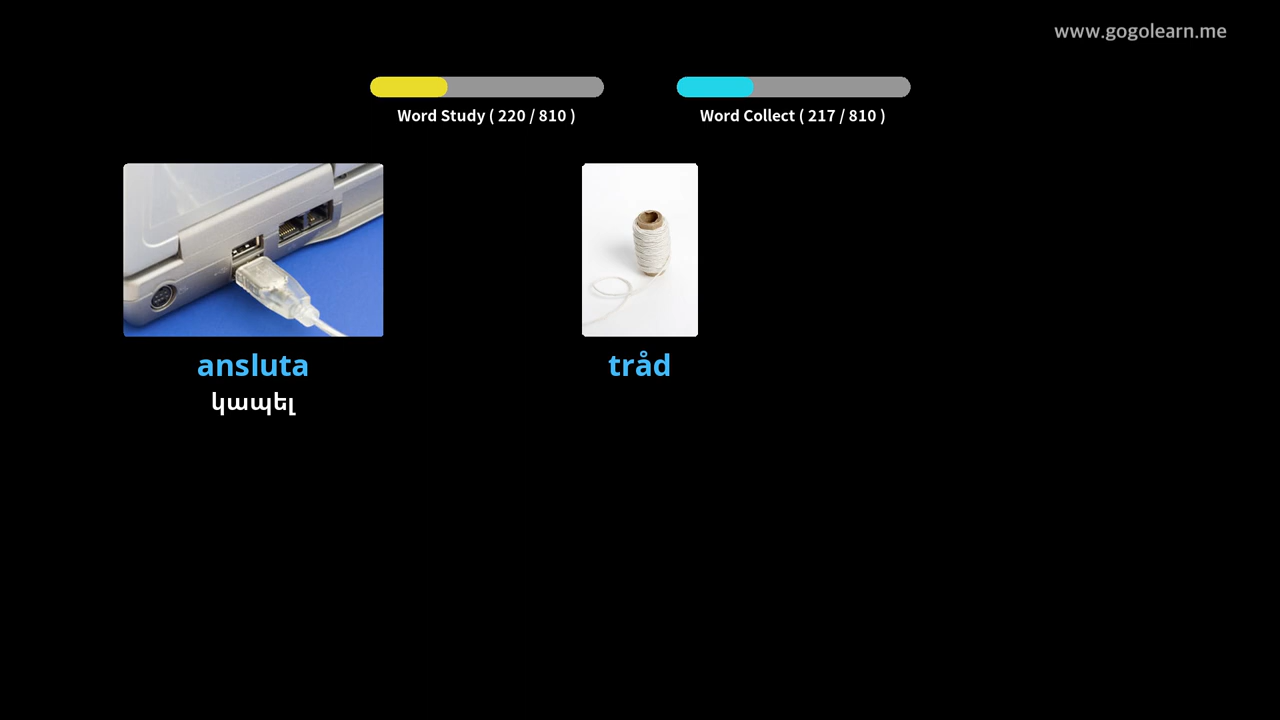 www.gogolearn.me
Word Study ( 220 / 810 )
Word Collect ( 217 / 810 )
ansluta
կապել
tråd